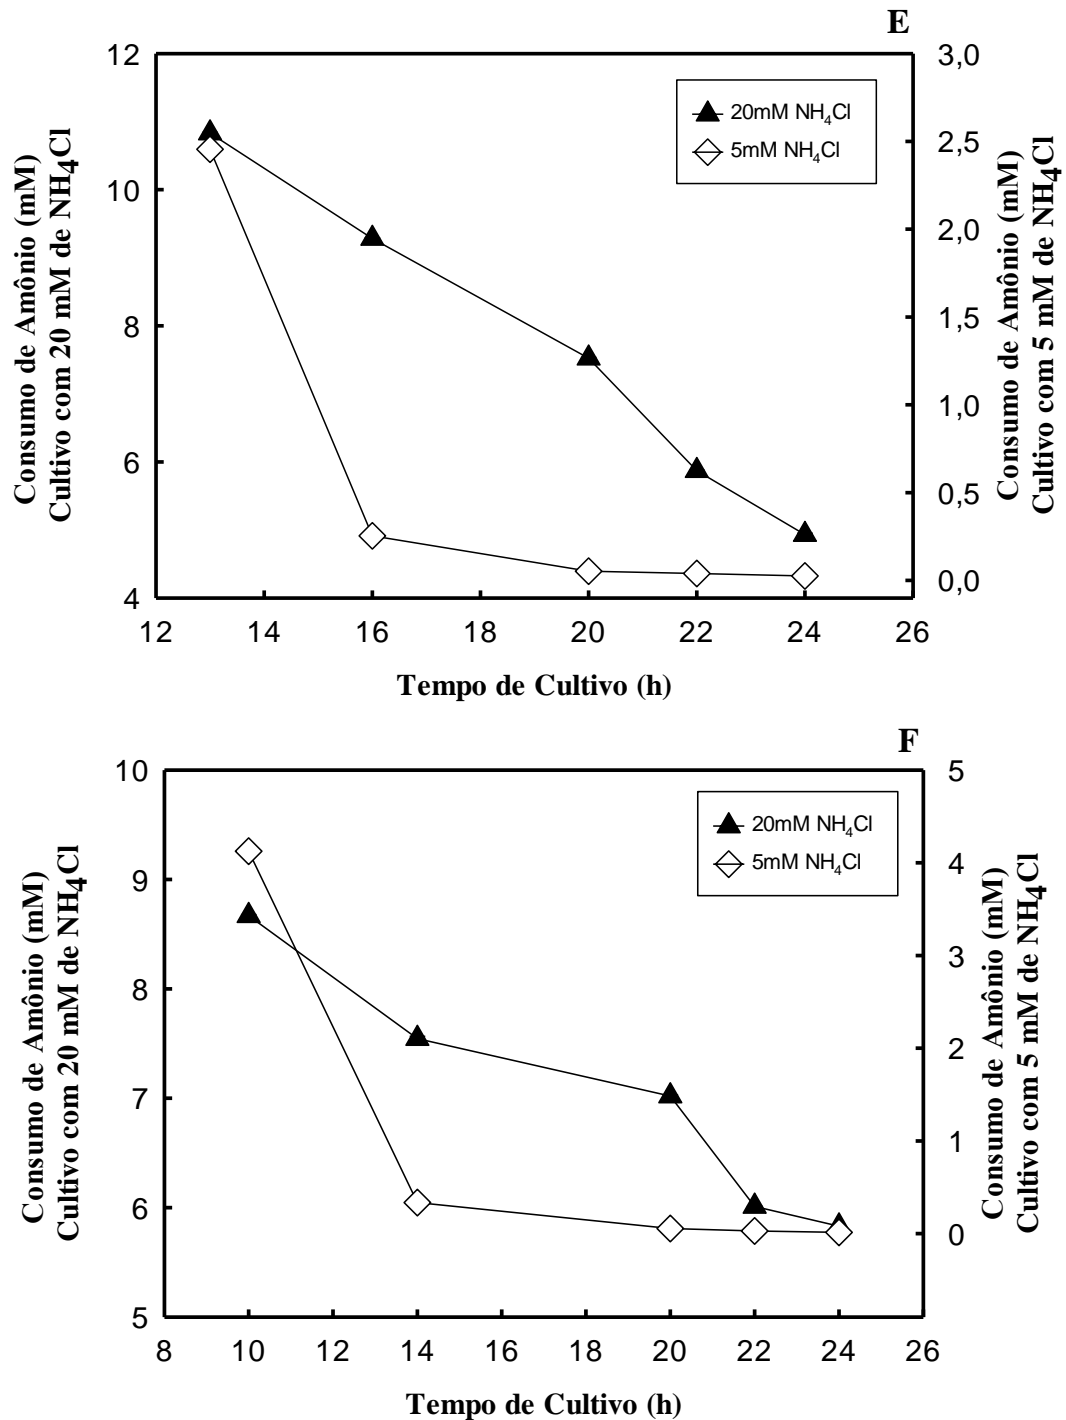 E
12
10
8
6
4
3,0
2,5
2,0
1,5
1,0
0,5
0,0
20mM NH₄Cl
5mM NH₄Cl
Consumo de Amônio (mM)
Cultivo com 20 mM de NH4Cl
Consumo de Amônio (mM)
Cultivo com 5 mM de NH4Cl
12 14 16 18 20 22 24 26
Tempo de Cultivo (h)
F
10
9
8
7
6
5
5
4
3
2
1
0
20mM NH₄Cl
5mM NH₄Cl
Consumo de Amônio (mM)
Cultivo com 20 mM de NH4Cl
Consumo de Amônio (mM)
Cultivo com 5 mM de NH4Cl
8 10 12 14 16 18 20 22 24 26
Tempo de Cultivo (h)